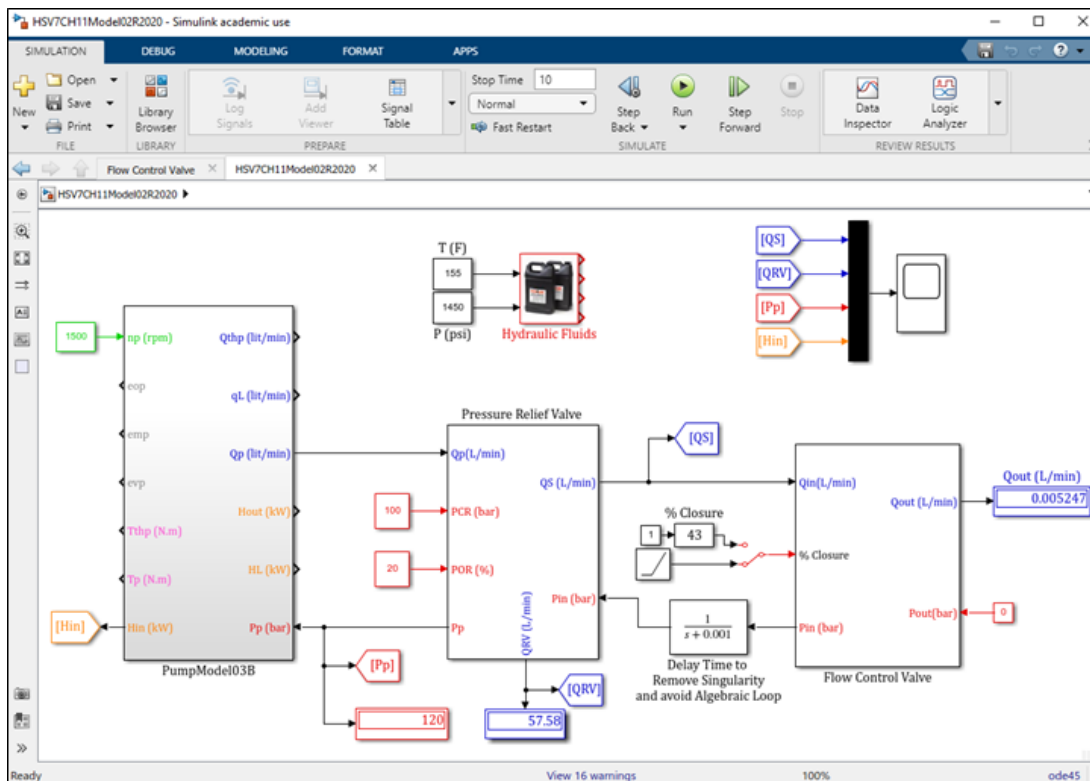 HSV7CH11Model02R2020 - Simulink academic use
SIMULATION DEBUG MODELING FORMAT APPS
New
Open
Save
Print
FILE
Library Browser
LIBRARY
Log Signals
Add Viewer
Signal Table
PREPARE
Stop Time 10
Normal
Fast Restart
Step Back
Run
Step Forward
Stop
SIMULATE
Data Inspector
Logic Analyzer
REVIEW RESULTS
Flow Control Valve
HSV7CH11Model02R2020
HSV7CH11Model02R2020
T (F)
155
1450
P (psi)
Hydraulic Fluids
[QS]
[QRV]
[Pp]
[Hin]
1500
np (rpm)
Qthp (lit/min)
eop
qL (lit/min)
emp
Qp (lit/min)
evp
Hout (kW)
Tthp (N.m)
HL (kW)
Tp (N.m)
Hin (kW)
Pp (bar)
PumpModel03B
[Hin]
[Pp]
120
Pressure Relief Valve
Qp(L/min)
QS (L/min)
100
PCR (bar)
20
POR (%)
Pin (bar)
Pp
QRV (L/min)
[QRV]
57.58
[QS]
% Closure
1
43
1
s + 0.001
Delay Time to
Remove Singularity
and avoid Algebraic Loop
Qin(L/min)
Qout (L/min)
% Closure
Pout(bar)
Pin (bar)
Flow Control Valve
0
Qout (L/min)
0.005247
Ready
View 16 warnings
100%
ode45